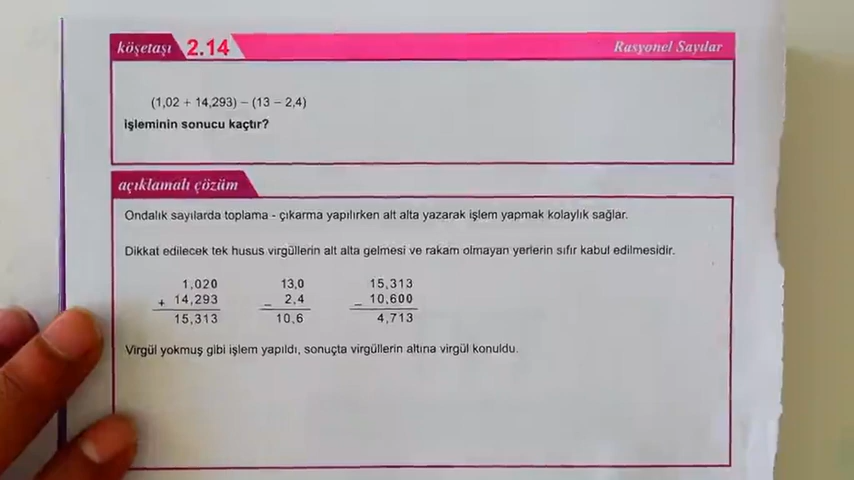 köşetaşı 2.14 Rasyonel Sayılar
(1,02 + 14,293) – (13 – 2,4)
işleminin sonucu kaçtır?
açıklamalı çözüm
Ondalık sayılarda toplama - çıkarma yapılırken alt alta yazarak işlem yapmak kolaylık sağlar.
Dikkat edilecek tek husus virgüllerin alt alta gelmesi ve rakam olmayan yerlerin sıfır kabul edilmesidir.
1,020 13,0 15,313
+ 14,293 – 2,4 – 10,600
15,313 10,6 4,713
Virgül yokmuş gibi işlem yapıldı, sonuçta virgüllerin altına virgül konuldu.